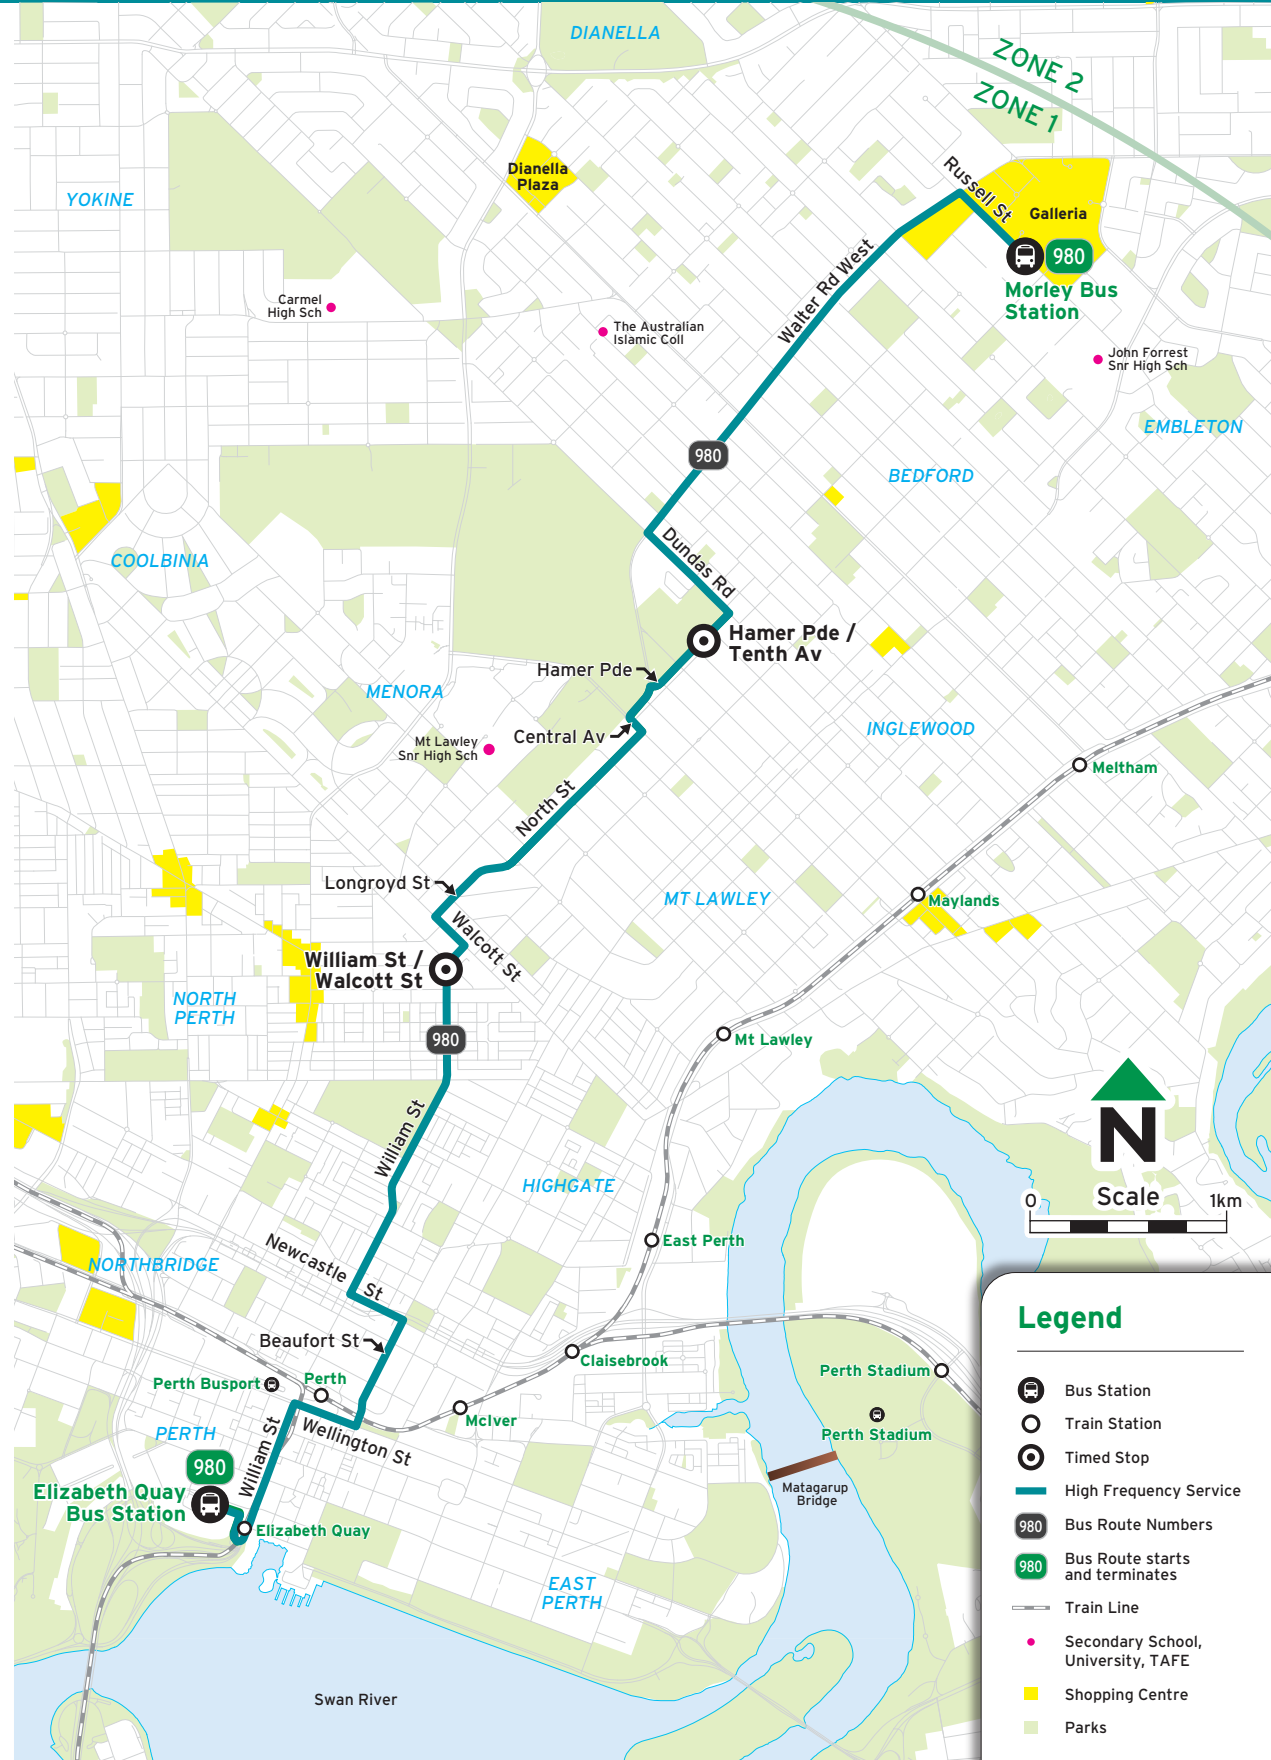 DIANELLA
ZONE 2
ZONE 1
Dianella
Plaza
Russell St
YOKINE
Galleria
980
Walter Rd West
Morley Bus
Station
Carmel
High Sch
The Australian
Islamic Coll
John Forrest
Snr High Sch
EMBLETON
980
BEDFORD
Dundas Rd
COOLBINIA
Hamer Pde /
Tenth Av
Hamer Pde
MENORA
Central Av
INGLEWOOD
Mt Lawley
Snr High Sch
Meltham
North St
Longroyd St
MT LAWLEY
Maylands
Walcott St
William St /
Walcott St
NORTH
PERTH
980
Mt Lawley
N
William St
HIGHGATE
Scale
0
1km
Newcastle St
East Perth
NORTHBRIDGE
Beaufort St
Claisebrook
Perth Stadium
Perth Busport
Perth
McIver
Perth Stadium
PERTH
Wellington St
William St
980
Elizabeth Quay
Bus Station
Elizabeth Quay
Matagarup
Bridge
EAST
PERTH
Swan River
Legend
Bus Station
Train Station
Timed Stop
High Frequency Service
980
Bus Route Numbers
980
Bus Route starts
and terminates
Train Line
Secondary School,
University, TAFE
Shopping Centre
Parks